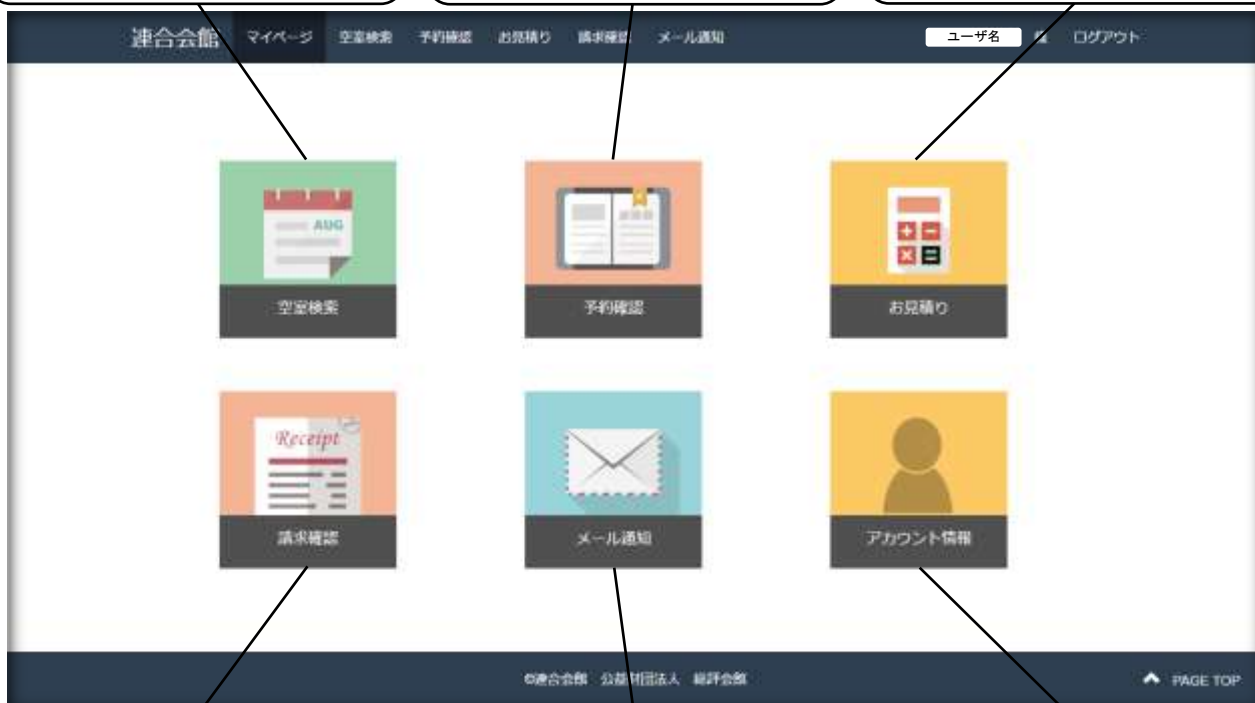 連合会館 マイページ 空室検索 予約確認 お見積り 請求確認 メール通知 ユーザ名 様 ログアウト
AUG
空室検索
予約確認
お見積り
Receipt
請求確認
メール通知
アカウント情報
©連合会館 公益財団法人 総評会館
PAGE TOP